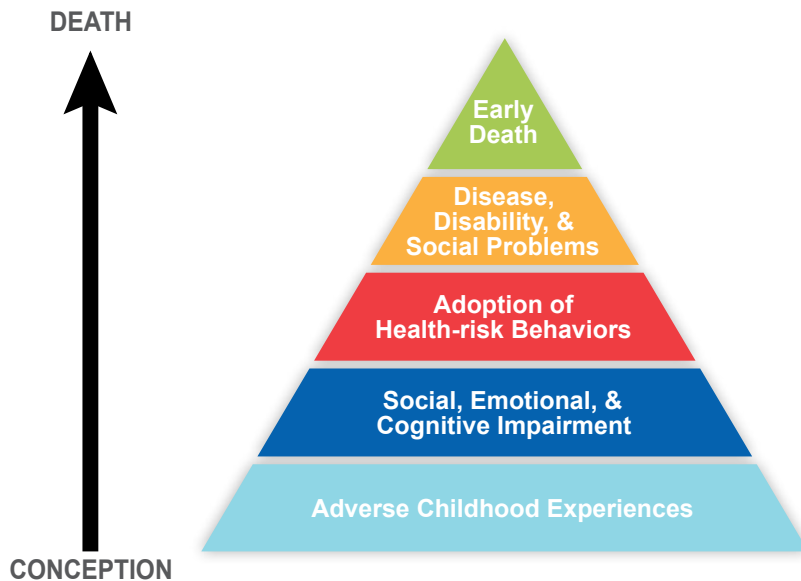 DEATH
Early
Death
Disease,
Disability, &
Social Problems
Adoption of
Health-risk Behaviors
Social, Emotional, &
Cognitive Impairment
Adverse Childhood Experiences
CONCEPTION